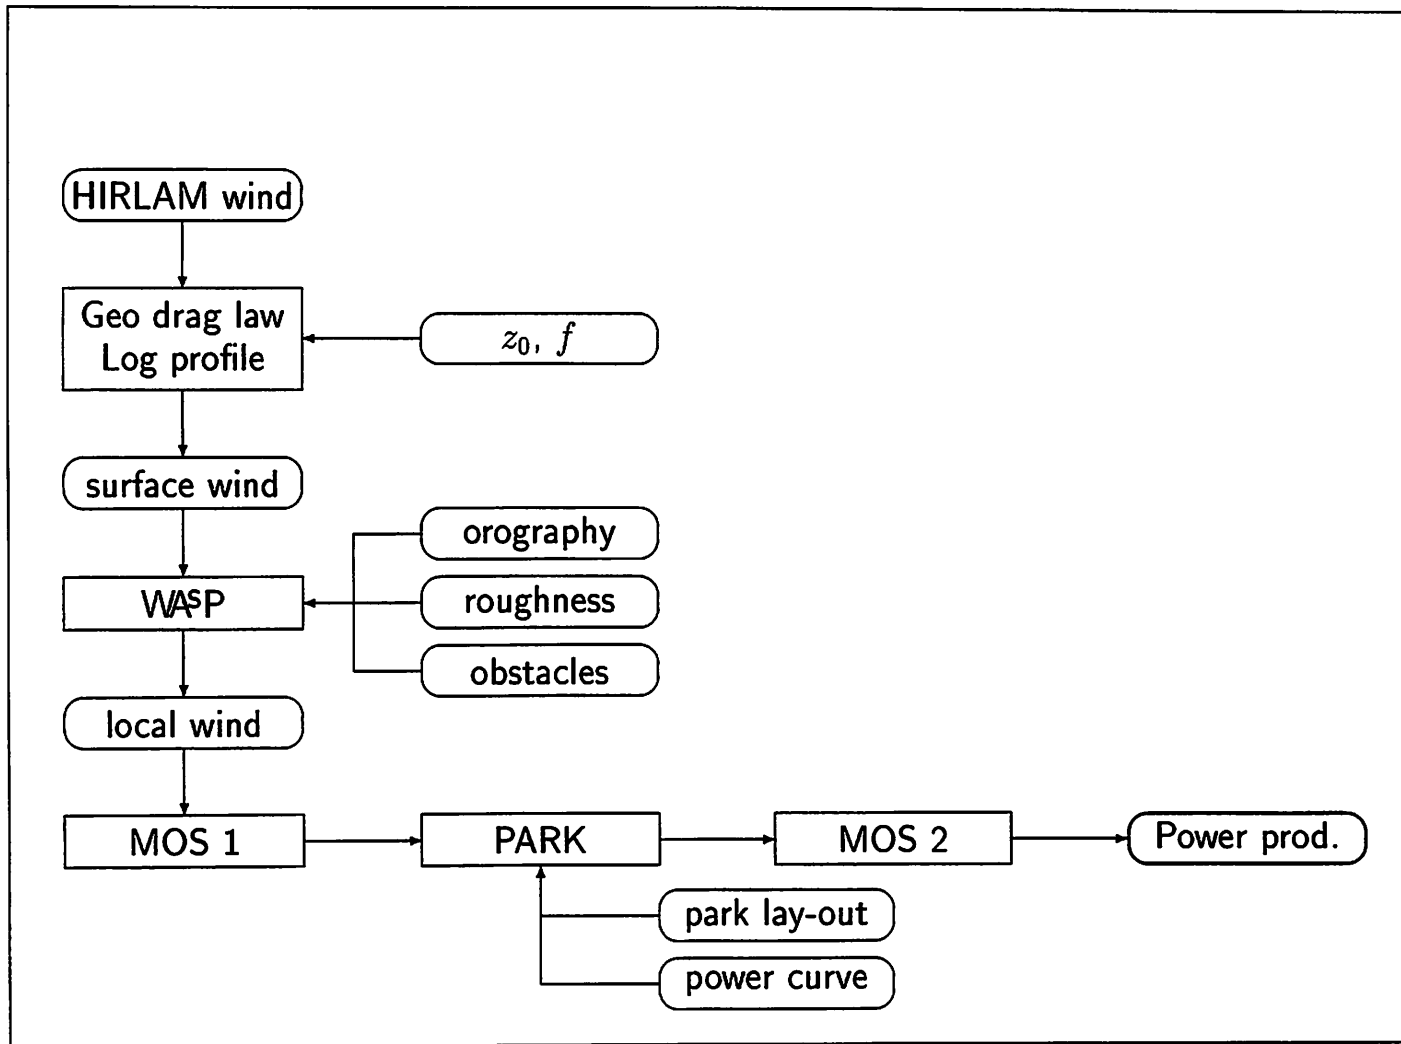 HIRLAM wind
Geo drag law
Log profile
z₀, f
surface wind
orography
WAsP
roughness
obstacles
local wind
MOS 1
PARK
MOS 2
Power prod.
park lay-out
power curve